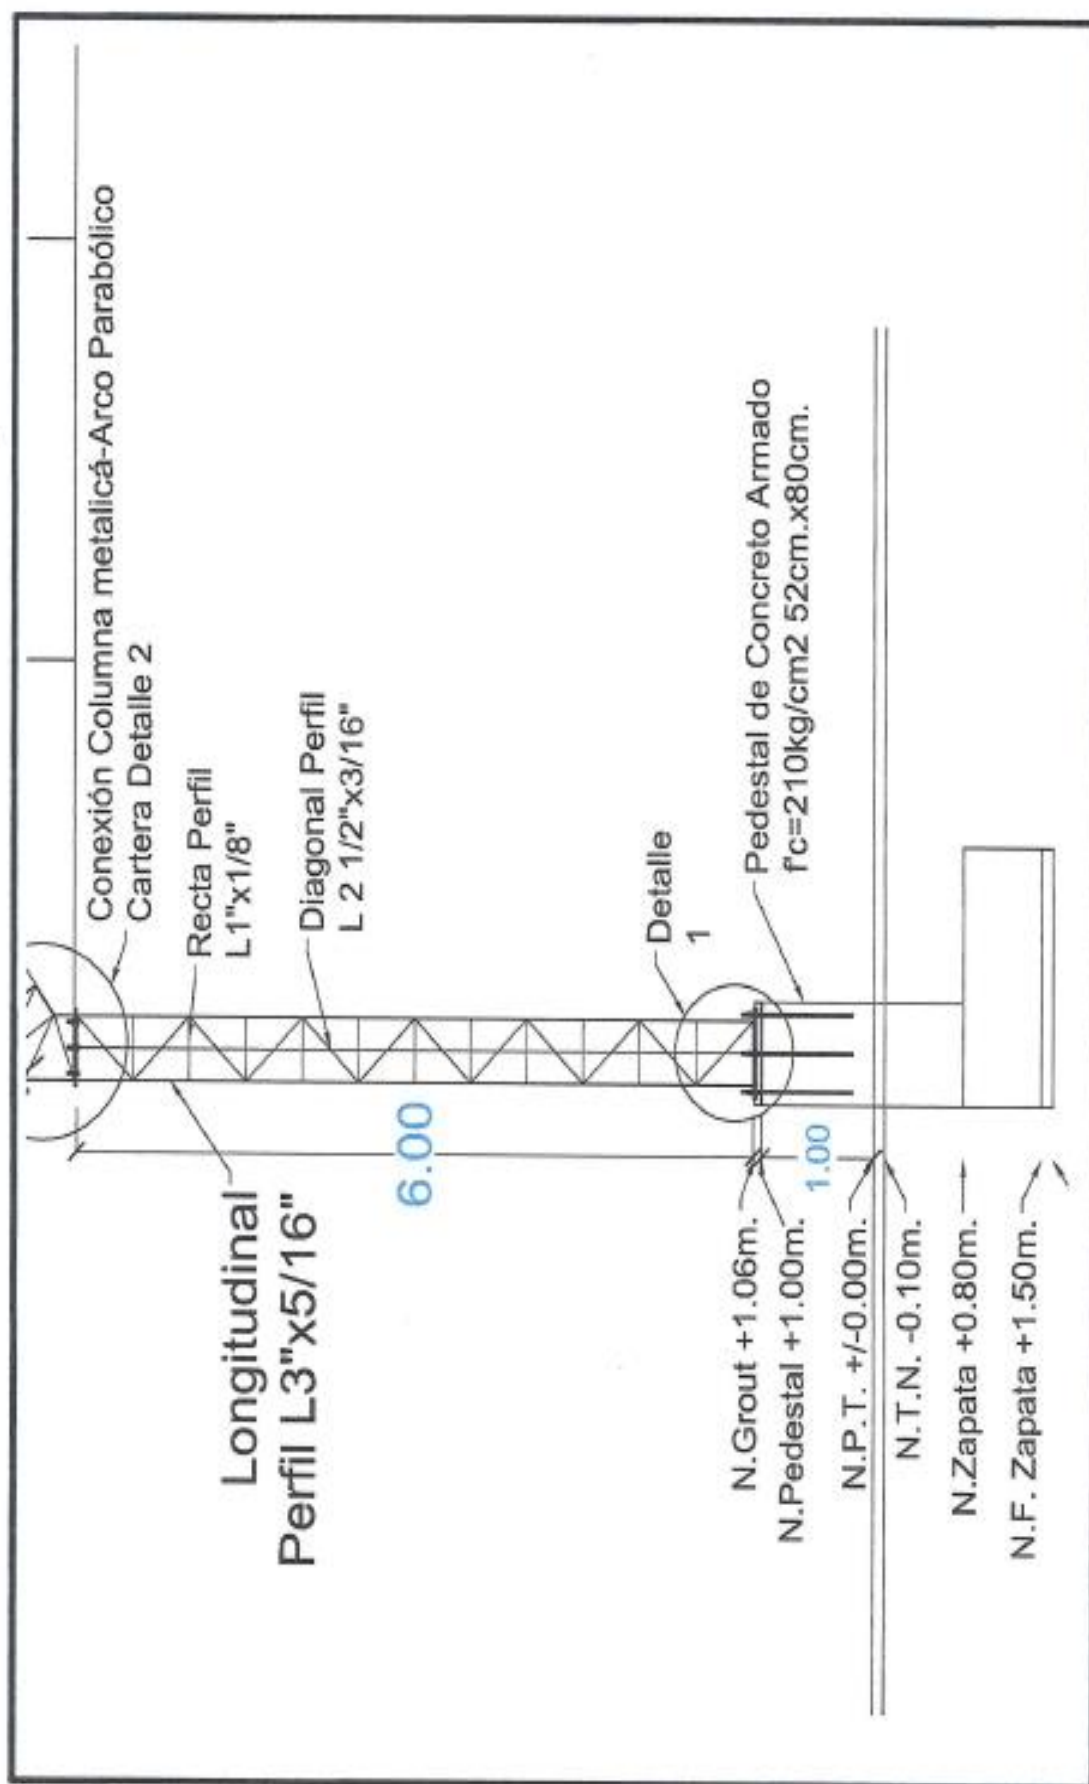 Conexión Columna metalicá-Arco Parabólico
Cartera Detalle 2
Recta Perfil
L1"x1/8"
Diagonal Perfil
L 2 1/2"x3/16"
Longitudinal
Perfil L3"x5/16"
6.00
Detalle
1
Pedestal de Concreto Armado
f'c=210kg/cm2 52cm.x80cm.
1.00
N.Grout +1.06m.
N.Pedestal +1.00m.
N.P.T. +/-0.00m.
N.T.N. -0.10m.
N.Zapata +0.80m.
N.F. Zapata +1.50m.